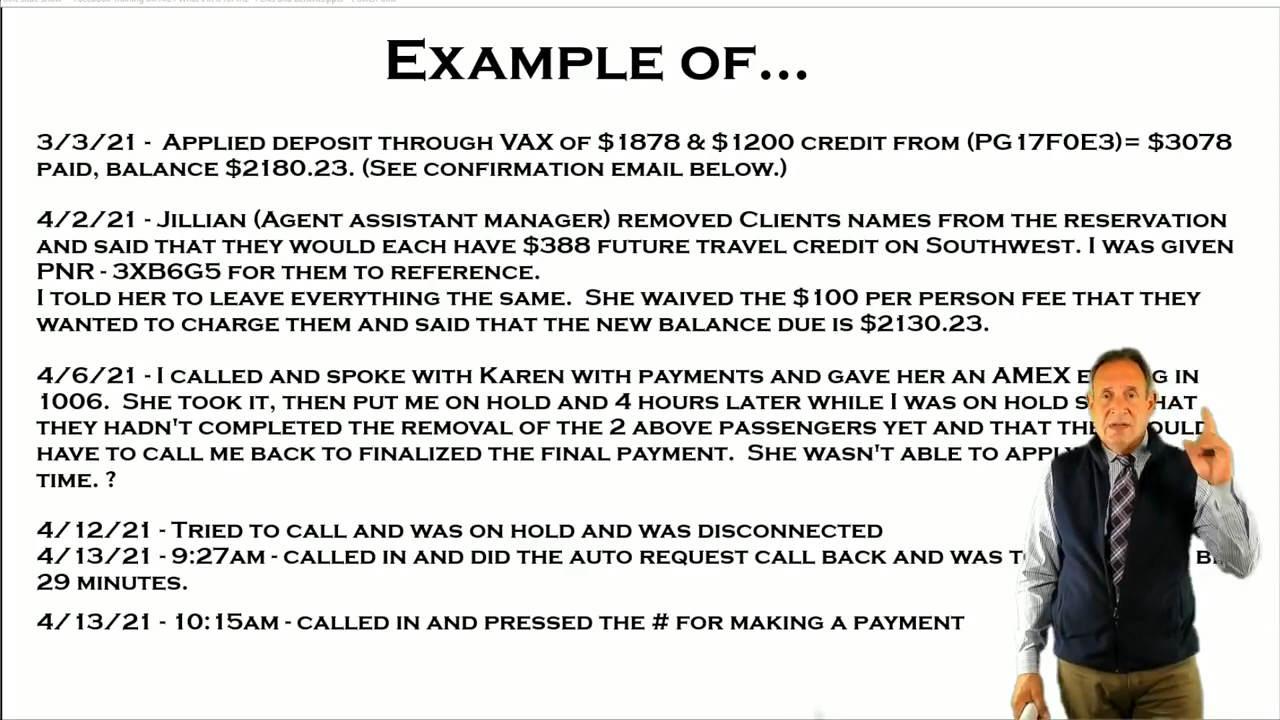 Example of...
3/3/21 - Applied deposit through VAX of $1878 & $1200 credit from (PG17F0E3)= $3078
paid, balance $2180.23. (See confirmation email below.)
4/2/21 - Jillian (Agent assistant manager) removed Clients names from the reservation
and said that they would each have $388 future travel credit on Southwest. I was given
PNR - 3XB6G5 for them to reference.
I told her to leave everything the same. She waived the $100 per person fee that they
wanted to charge them and said that the new balance due is $2130.23.
4/6/21 - I called and spoke with Karen with payments and gave her an AMEX in
1006. She took it, then put me on hold and 4 hours later while I was on hold
they hadn't completed the removal of the 2 above passengers yet and that
have to call me back to finalized the final payment. She wasn't able to
time. ?
4/12/21 - Tried to call and was on hold and was disconnected
4/13/21 - 9:27am - called in and did the auto request call back and was
29 minutes.
4/13/21 - 10:15am - called in and pressed the # for making a payment